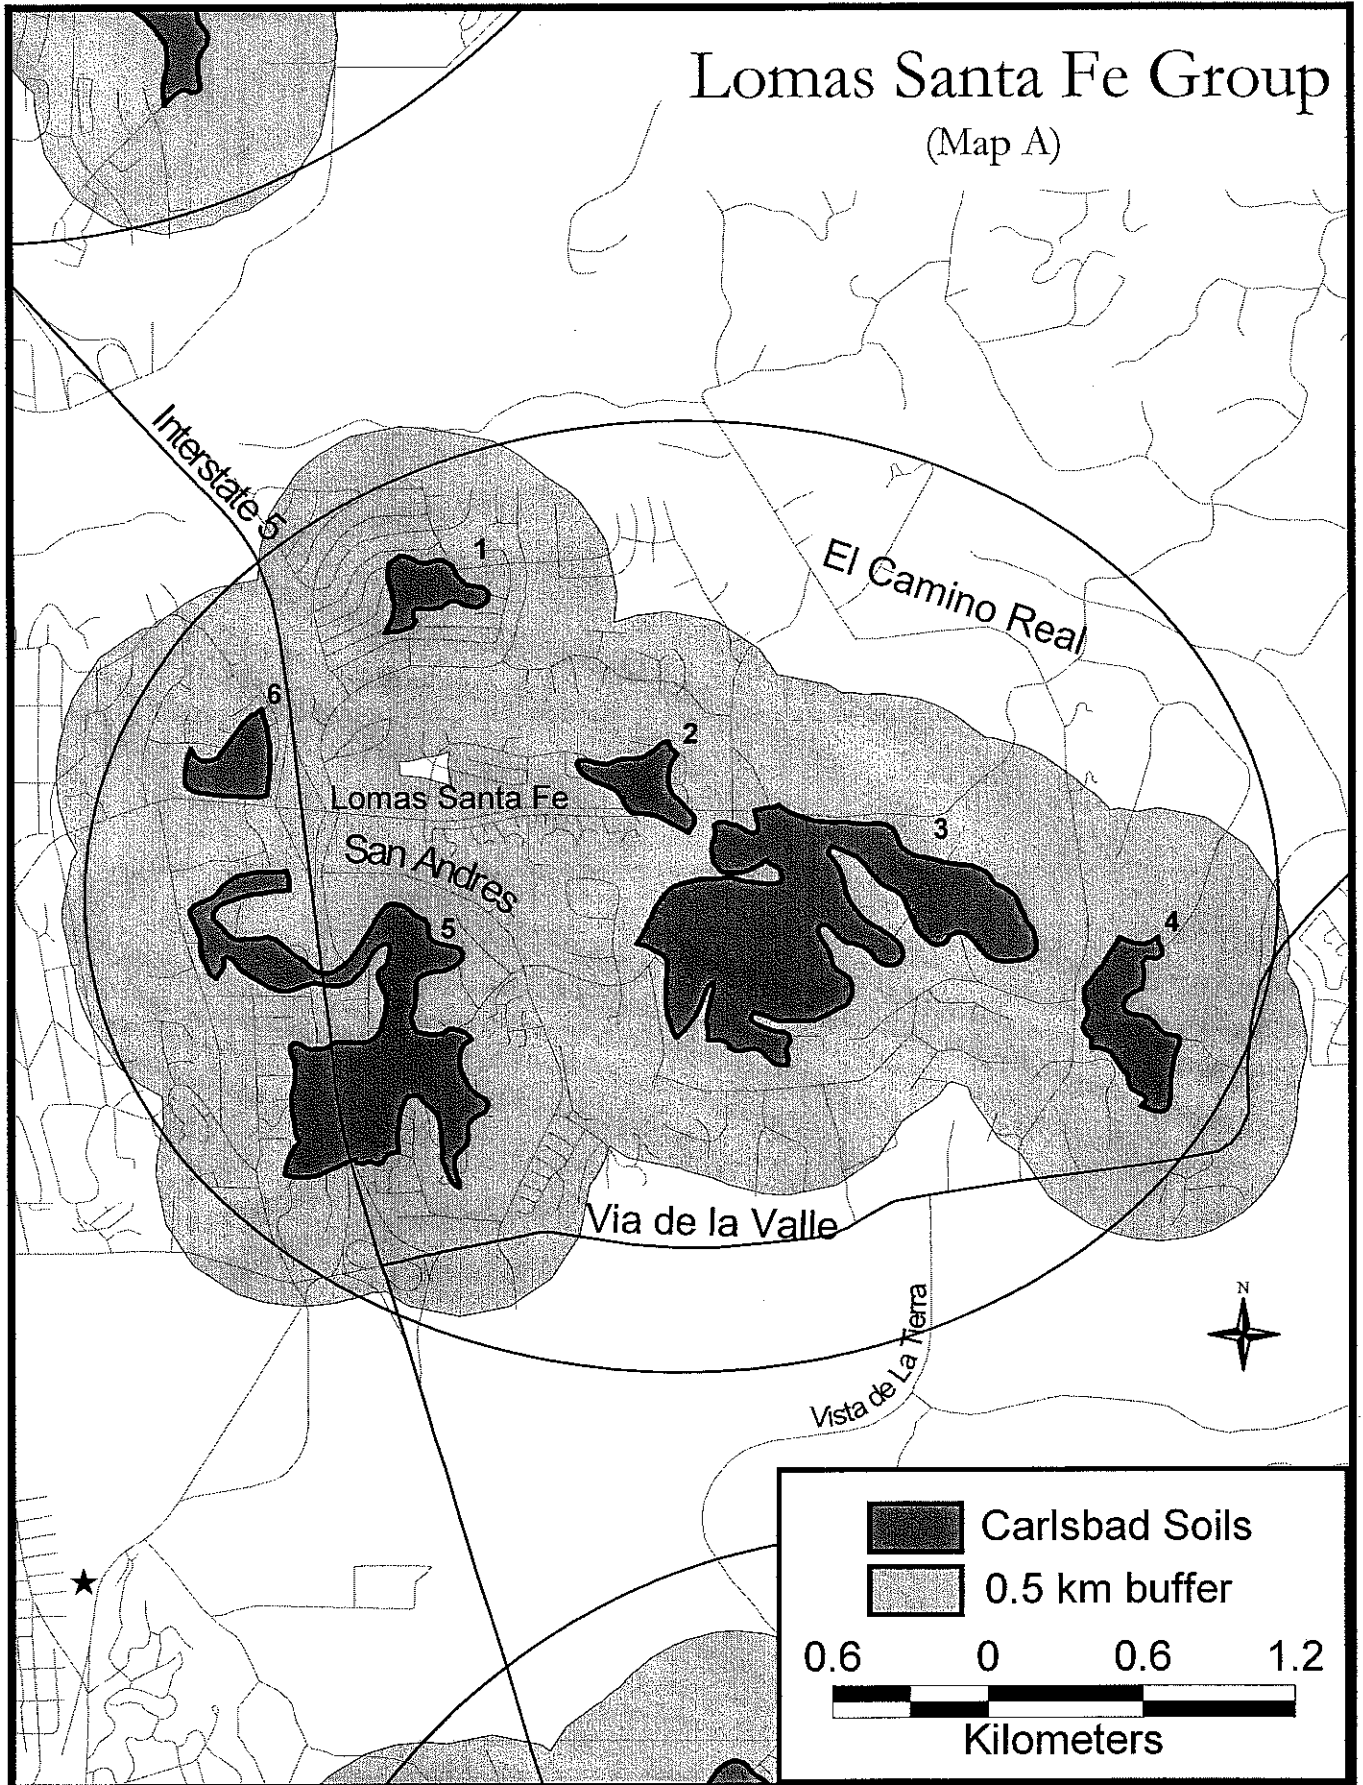 Lomas Santa Fe Group
(Map A)
Interstate 5
1
El Camino Real
6
2
Lomas Santa Fe
3
San Andres
4
5
Via de la Valle
N
Vista de La Tierra
Carlsbad Soils
0.5 km buffer
0.6 0 0.6 1.2
Kilometers